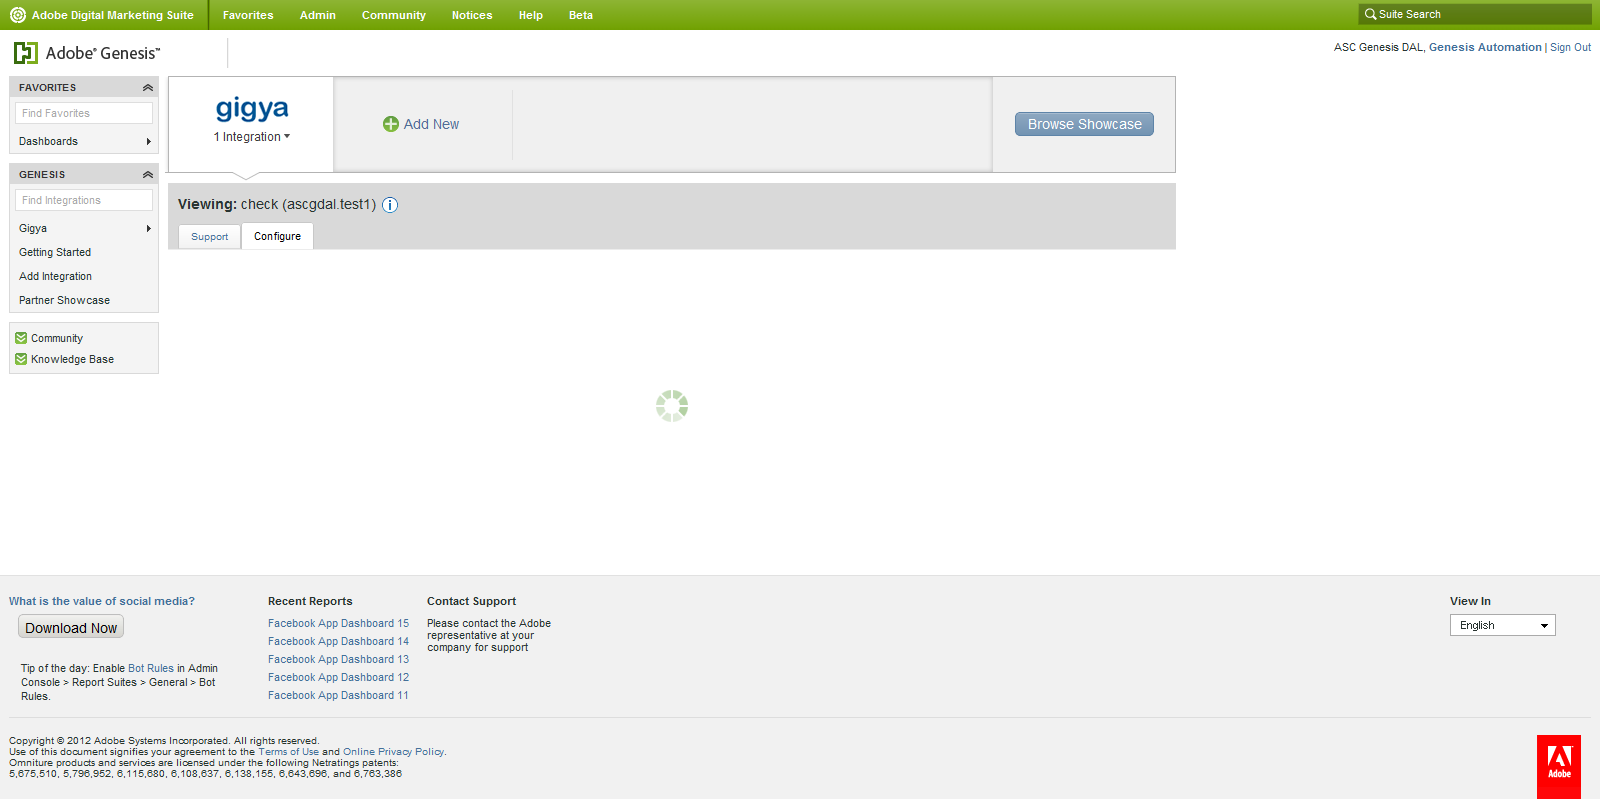 Adobe Digital Marketing Suite Favorites Admin Community Notices Help Beta Suite Search
Adobe® Genesis™
ASC Genesis DAL, Genesis Automation | Sign Out
FAVORITES
Find Favorites
Dashboards
GENESIS
Find Integrations
Gigya
Getting Started
Add Integration
Partner Showcase
Community
Knowledge Base
gigya
1 Integration
Add New
Browse Showcase
Viewing: check (ascgdal.test1)
Support Configure
What is the value of social media?
Download Now
Tip of the day: Enable Bot Rules in Admin
Console > Report Suites > General > Bot
Rules.
Recent Reports
Facebook App Dashboard 15
Facebook App Dashboard 14
Facebook App Dashboard 13
Facebook App Dashboard 12
Facebook App Dashboard 11
Contact Support
Please contact the Adobe
representative at your
company for support
View In
English
Copyright © 2012 Adobe Systems Incorporated. All rights reserved.
Use of this document signifies your agreement to the Terms of Use and Online Privacy Policy.
Omniture products and services are licensed under the following Netratings patents:
5,675,510, 5,796,952, 6,115,680, 6,108,637, 6,138,155, 6,643,696, and 6,763,386
Adobe